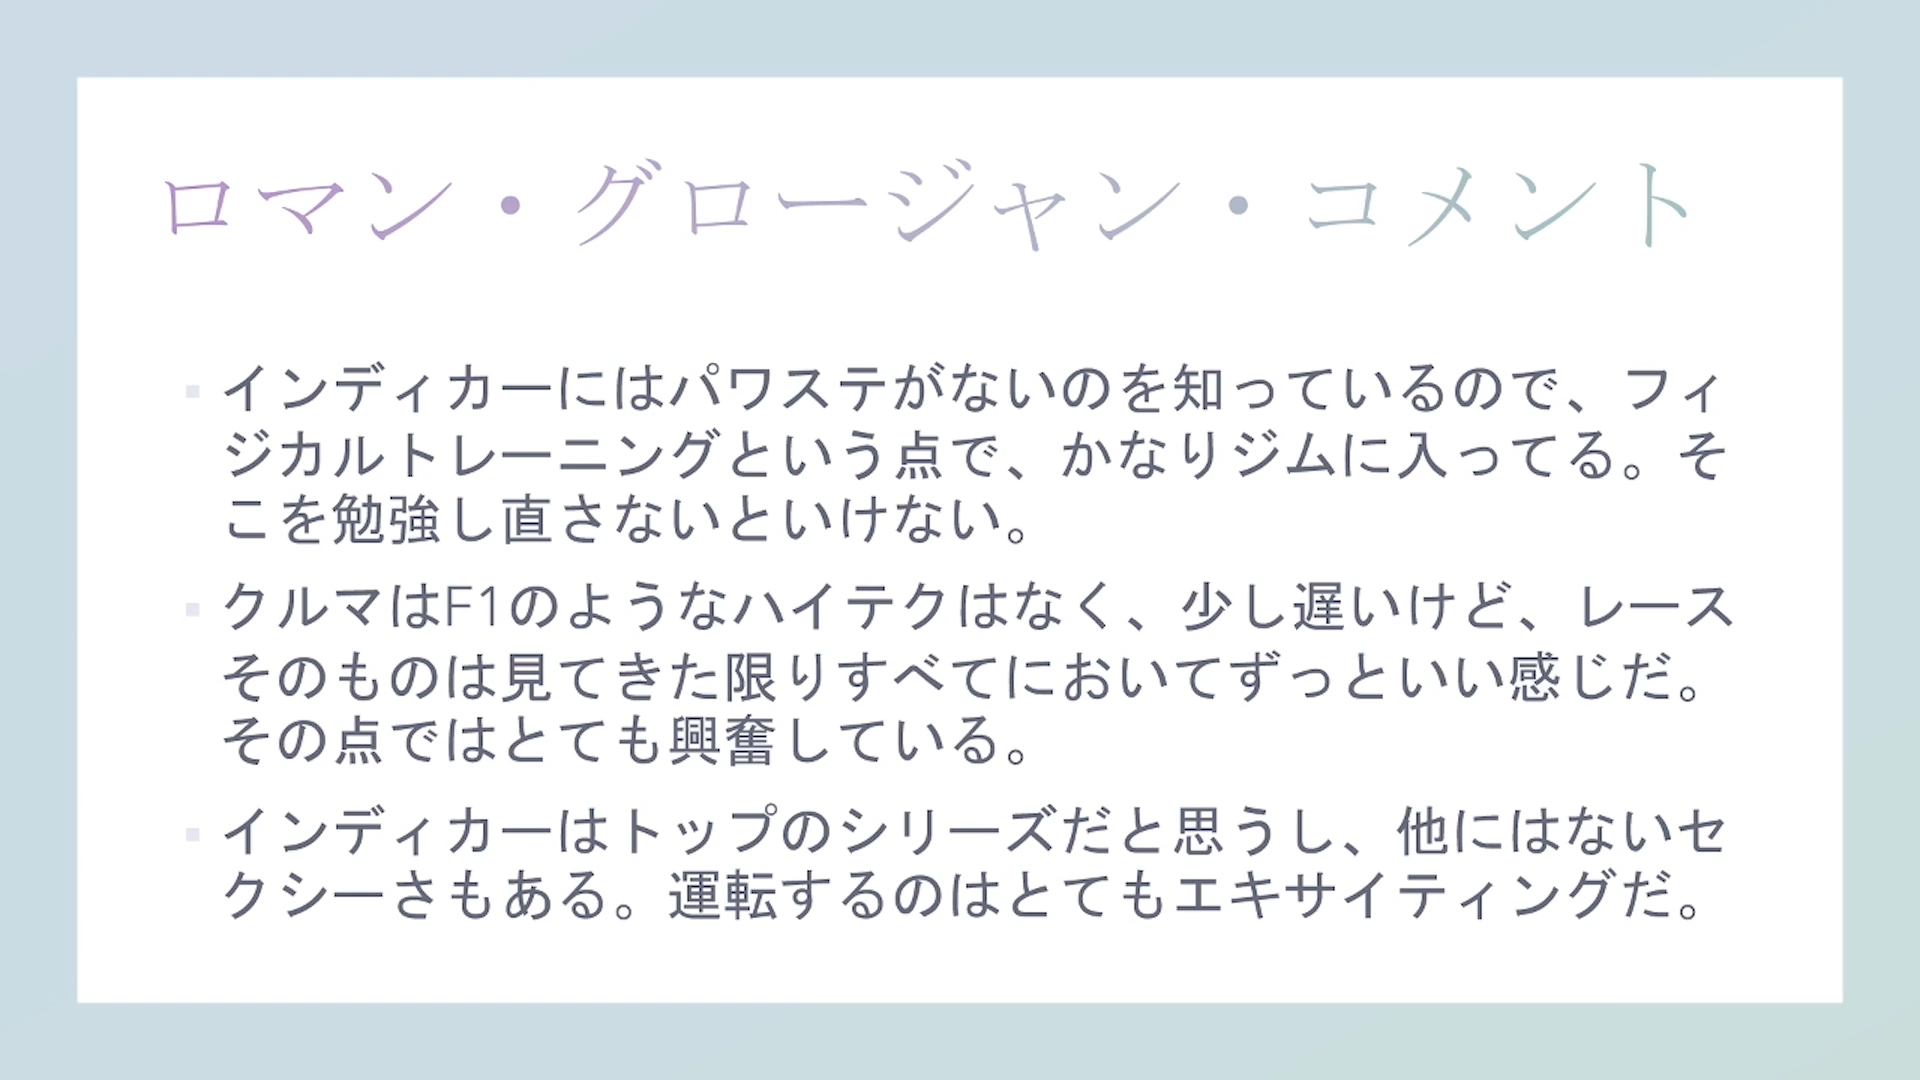 ロマン・グロージャン・コメント
インディカーにはパワステがないのを知っているので、フィ
ジカルトレーニングという点で、かなりジムに入ってる。そ
こを勉強し直さないといけない。
クルマはF1のようなハイテクはなく、少し遅いけど、レース
そのものは見てきた限りすべてにおいてずっといい感じだ。
その点ではとても興奮している。
インディカーはトップのシリーズだと思うし、他にはないセ
クシーさもある。運転するのはとてもエキサイティングだ。